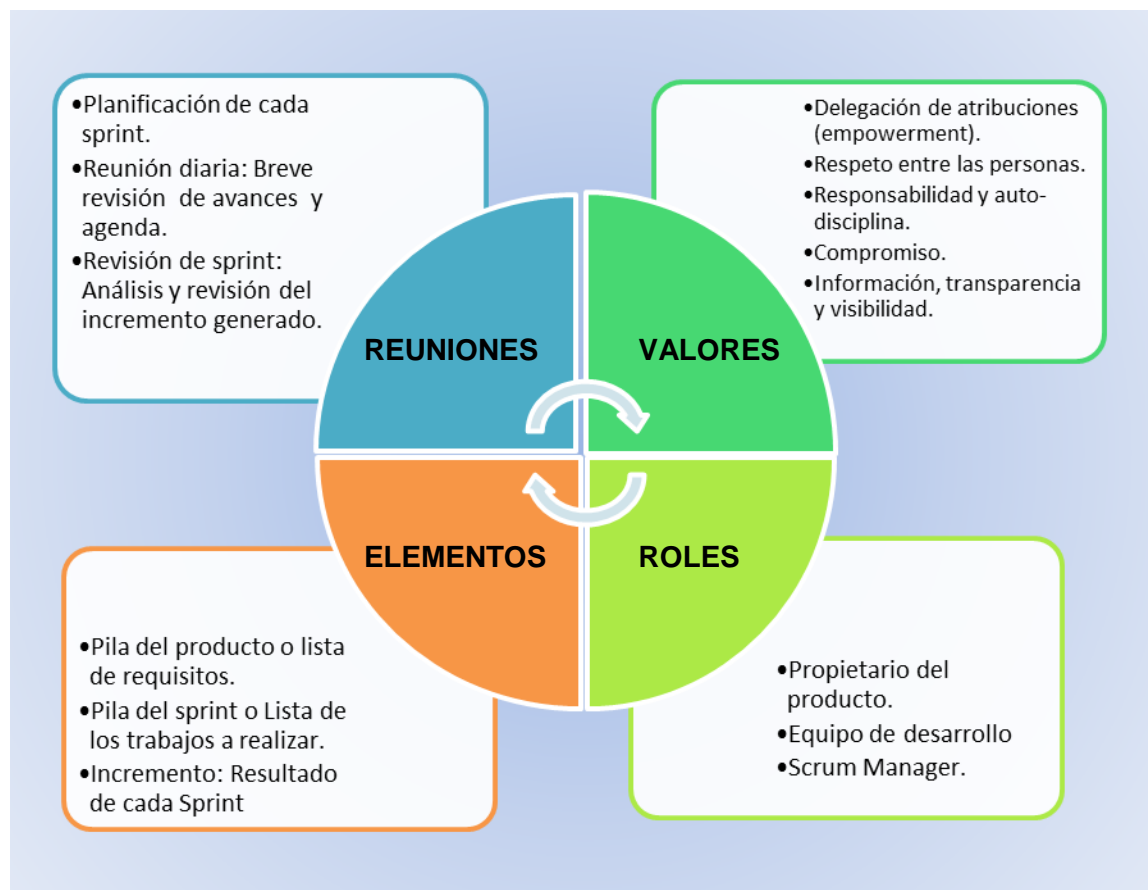 •Planificación de cada
sprint.
•Reunión diaria: Breve
revisión de avances y
agenda.
•Revisión de sprint:
Análisis y revisión del
incremento generado.
•Delegación de atribuciones
(empowerment).
•Respeto entre las personas.
•Responsabilidad y auto-
disciplina.
•Compromiso.
•Información, transparencia
y visibilidad.
REUNIONES
VALORES
ELEMENTOS
ROLES
•Pila del producto o lista
de requisitos.
•Pila del sprint o Lista de
los trabajos a realizar.
•Incremento: Resultado
de cada Sprint
•Propietario del
producto.
•Equipo de desarrollo
•Scrum Manager.